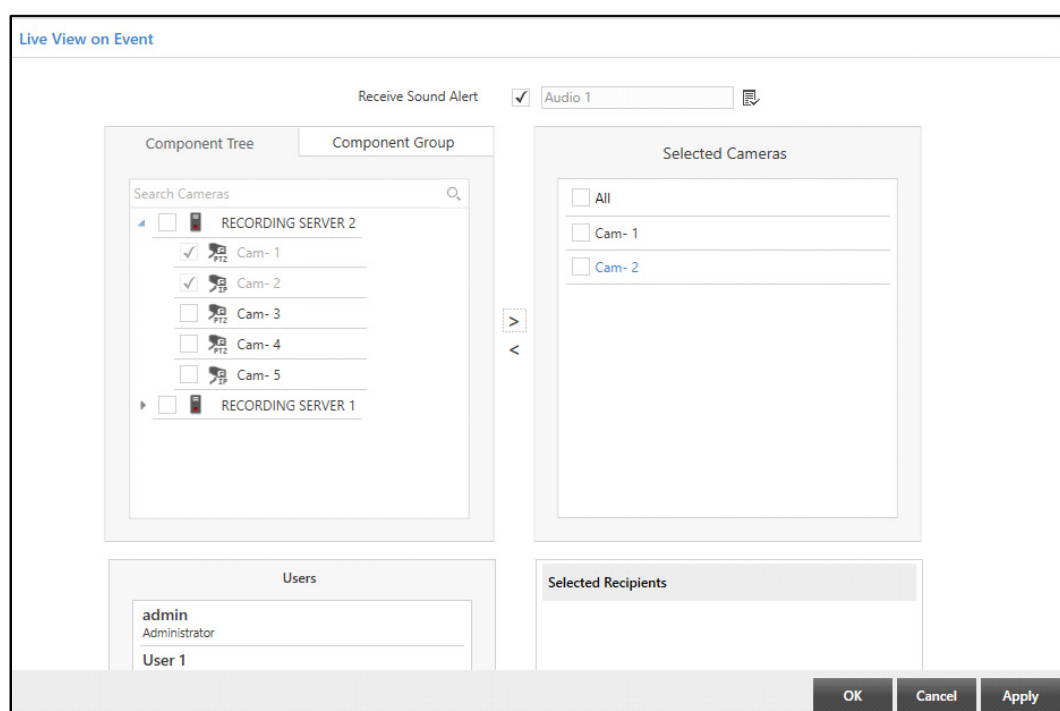 Live View on Event
Receive Sound Alert
Audio 1
Component Tree
Component Group
Search Cameras
RECORDING SERVER 2
Cam- 1
Cam- 2
Cam- 3
Cam- 4
Cam- 5
RECORDING SERVER 1
>
<
Selected Cameras
All
Cam- 1
Cam- 2
Users
admin
Administrator
User 1
Selected Recipients
OK
Cancel
Apply